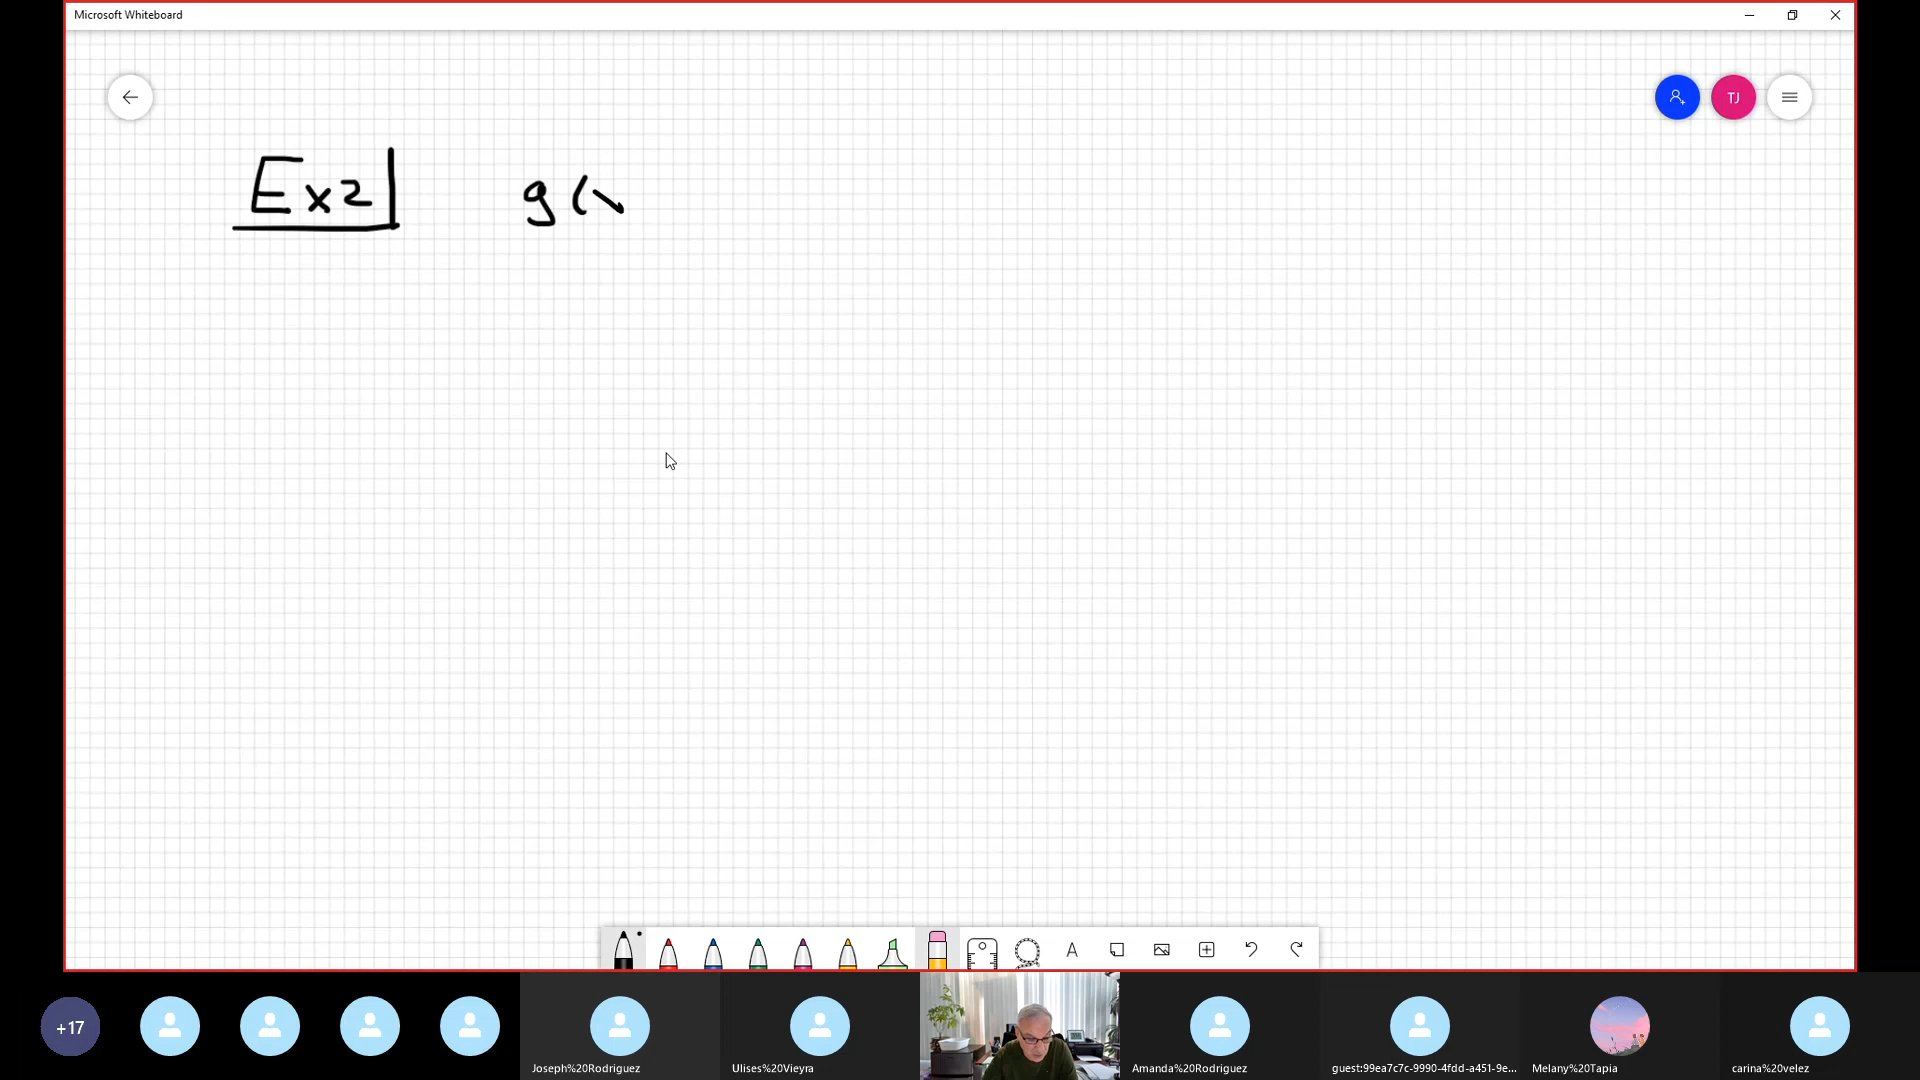 Microsoft Whiteboard
TJ
Ex2 g(
A
+17
Joseph%20Rodriguez Ulises%20Vieyra Amanda%20Rodriguez guest:99ea7c7c-9990-4fdd-a451-9e... Melany%20Tapia carina%20velez